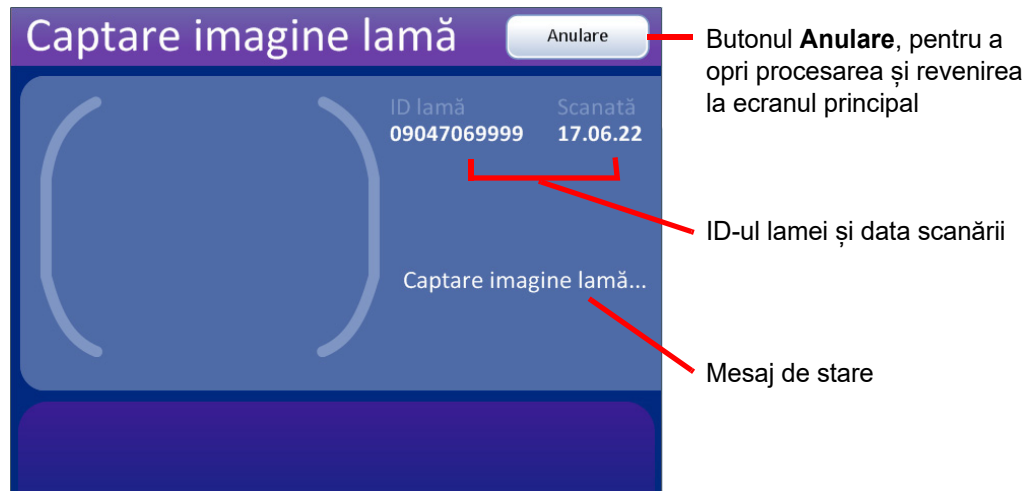 Captare imagine lamă
Anulare
Butonul Anulare, pentru a
opri procesarea și revenirea
la ecranul principal
ID lamă
Scanată
09047069999
17.06.22
ID-ul lamei și data scanării
Captare imagine lamă...
Mesaj de stare